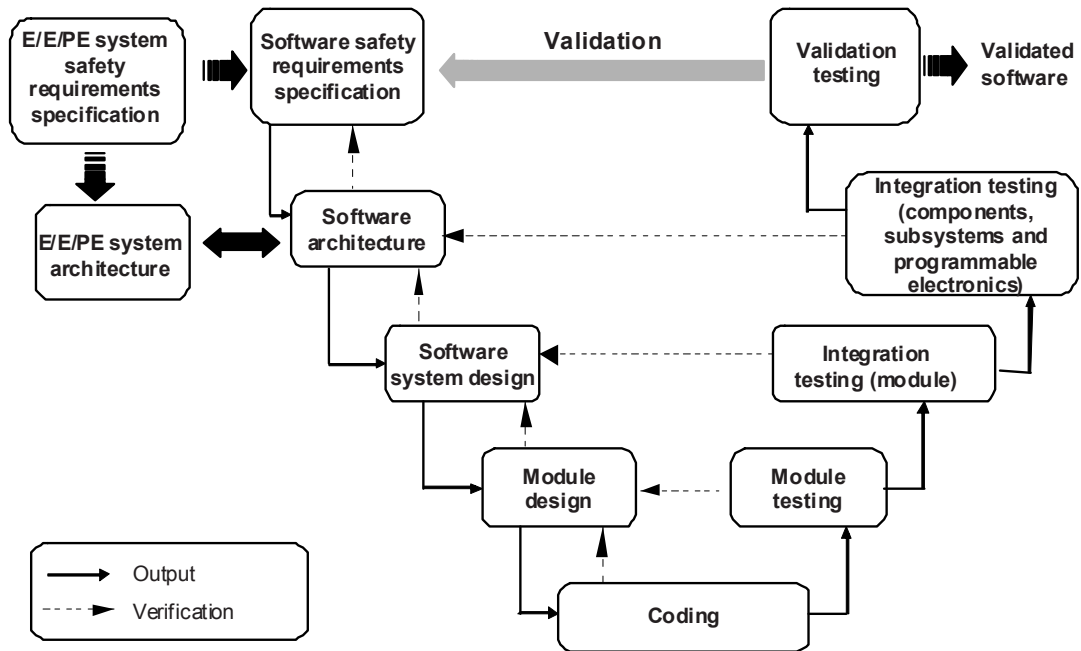 E/E/PE system
safety
requirements
specification
Software safety
requirements
specification
Validation
Validation
testing
Validated
software
E/E/PE system
architecture
Software
architecture
Integration testing
(components,
subsystems and
programmable
electronics)
Software
system design
Integration
testing (module)
Module
design
Module
testing
Coding
Output
Verification